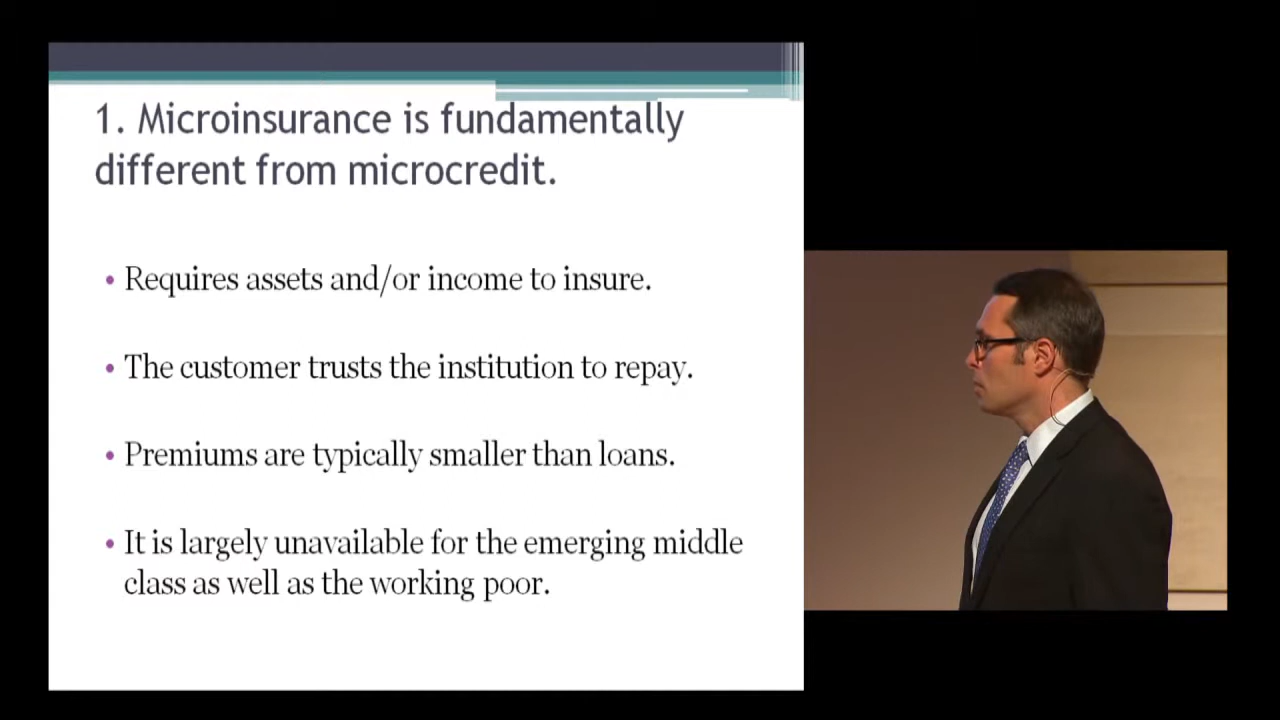 1. Microinsurance is fundamentally
different from microcredit.
• Requires assets and/or income to insure.
• The customer trusts the institution to repay.
• Premiums are typically smaller than loans.
• It is largely unavailable for the emerging middle
class as well as the working poor.